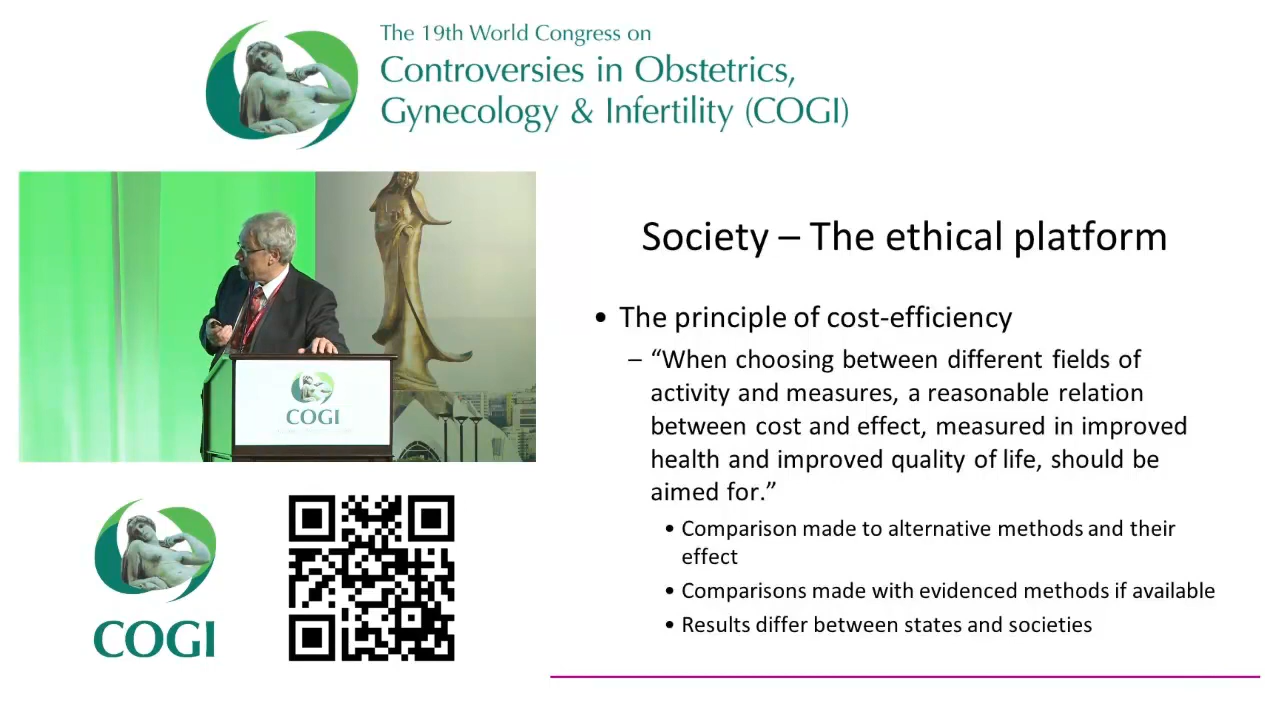 The 19th World Congress on
Controversies in Obstetrics,
Gynecology & Infertility (COGI)
Society – The ethical platform
• The principle of cost-efficiency
– “When choosing between different fields of
activity and measures, a reasonable relation
between cost and effect, measured in improved
health and improved quality of life, should be
aimed for.”
• Comparison made to alternative methods and their
effect
• Comparisons made with evidenced methods if available
• Results differ between states and societies
COGI
COGI